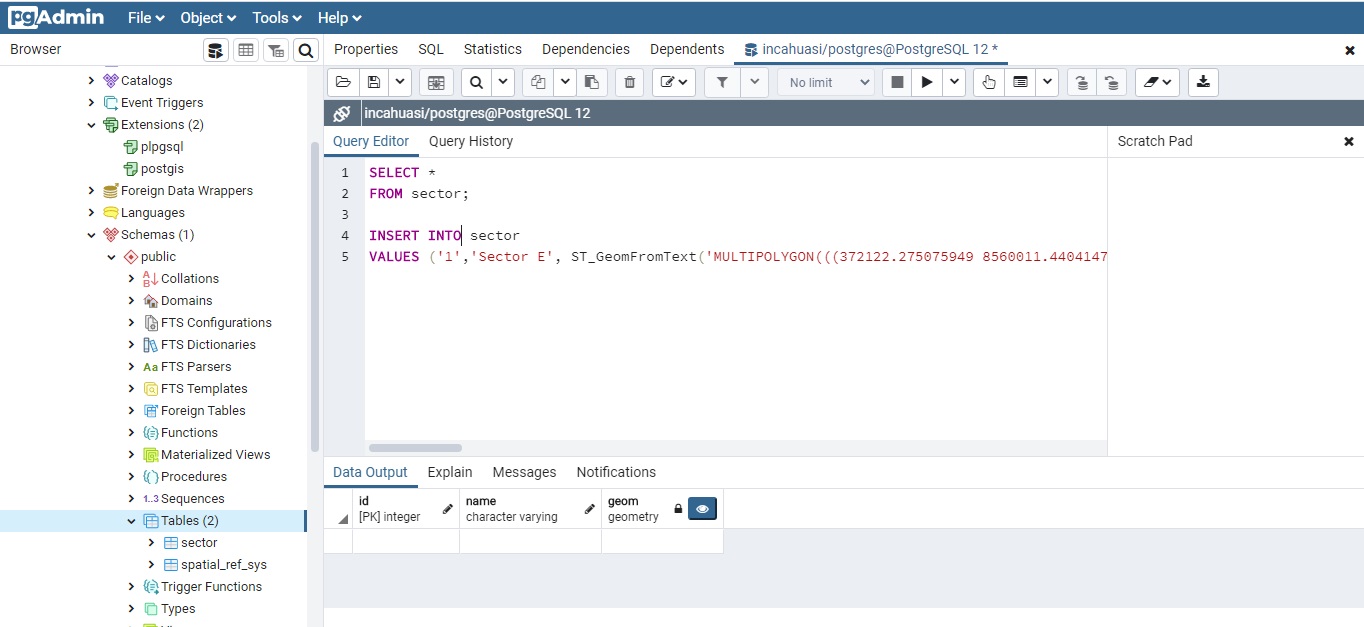 pgAdmin File Object Tools Help
Browser
Properties SQL Statistics Dependencies Dependents incahuasi/postgres@PostgreSQL 12 *
No limit
incahuasi/postgres@PostgreSQL 12
Query Editor Query History
Scratch Pad
Catalogs
Event Triggers
Extensions (2)
plpgsql
postgis
Foreign Data Wrappers
Languages
Schemas (1)
public
Collations
Domains
FTS Configurations
FTS Dictionaries
Aa FTS Parsers
FTS Templates
Foreign Tables
Functions
Materialized Views
Procedures
1..3 Sequences
Tables (2)
sector
spatial_ref_sys
Trigger Functions
Types
1 SELECT *
2 FROM sector;
3
4 INSERT INTO sector
5 VALUES ('1','Sector E', ST_GeomFromText('MULTIPOLYGON(((372122.275075949 8560011.4404147
Data Output Explain Messages Notifications
id
[PK] integer
name
character varying
geom
geometry